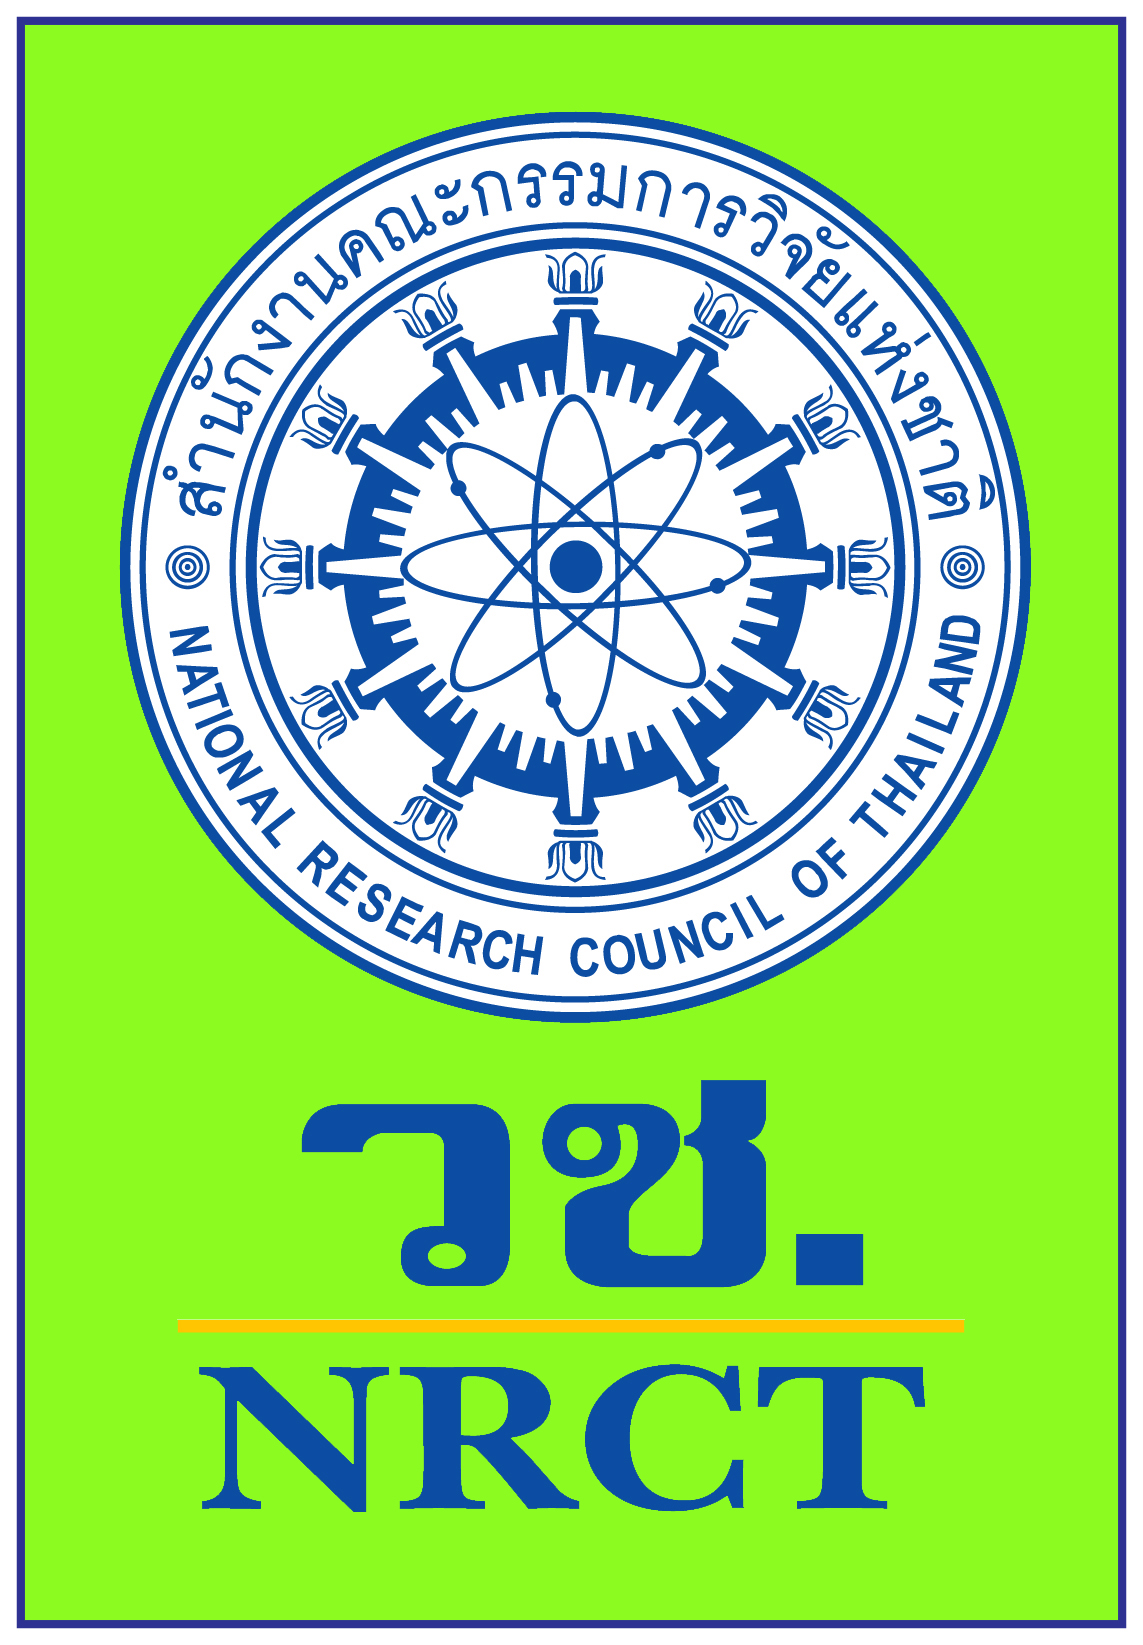 สำนักงานคณะกรรมการวิจัยแห่งชาติ
NATIONAL RESEARCH COUNCIL OF THAILAND
วช.
NRCT